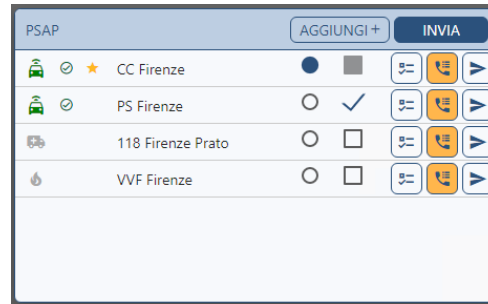 PSAP AGGIUNGI+ INVIA
CC Firenze
PS Firenze
118 Firenze Prato
VVF Firenze